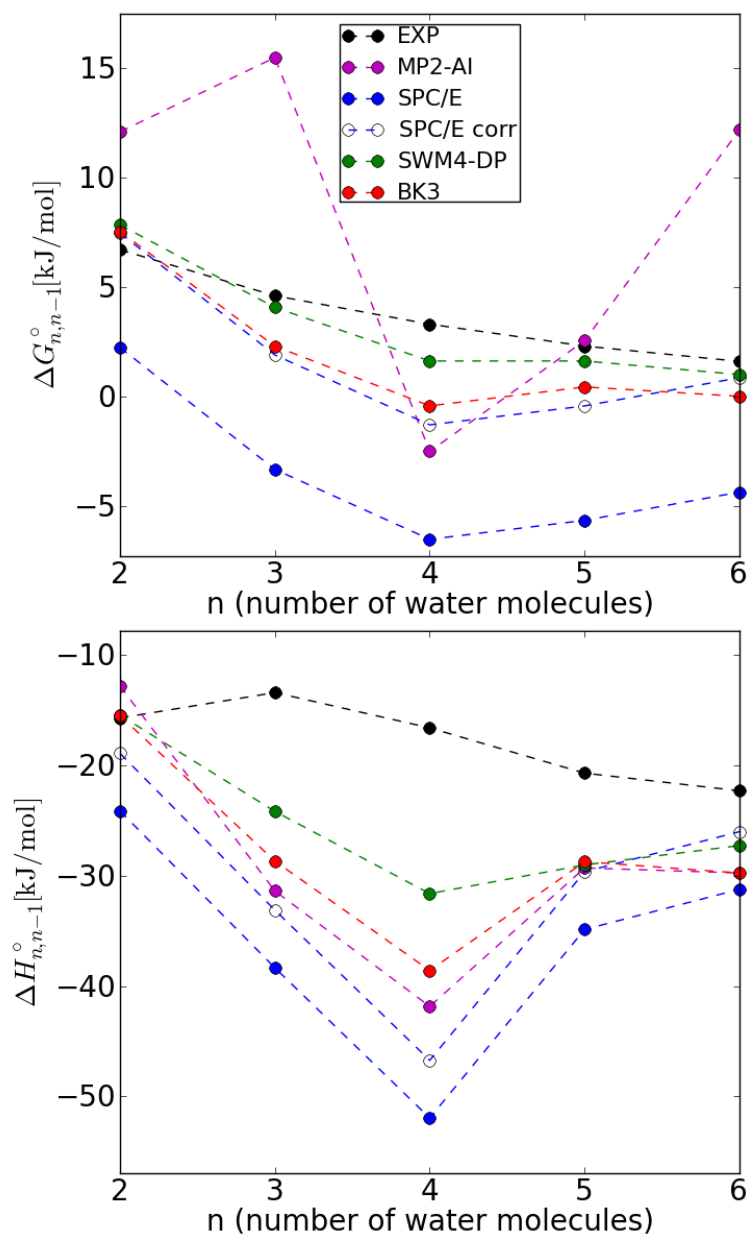 15
10
5
0
−5
ΔG°n,n−1[kJ/mol]
EXP
MP2-AI
SPC/E
SPC/E corr
SWM4-DP
BK3
2 3 4 5 6
n (number of water molecules)
−10
−20
−30
−40
−50
ΔH°n,n−1[kJ/mol]
2 3 4 5 6
n (number of water molecules)